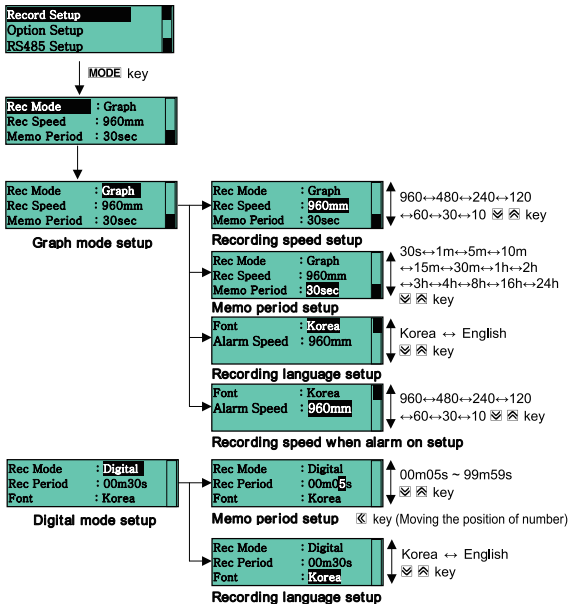 Record Setup
Option Setup
RS485 Setup
MODE key
Rec Mode : Graph
Rec Speed : 960mm
Memo Period : 30sec
Rec Mode : Graph
Rec Speed : 960mm
Memo Period : 30sec
Graph mode setup
Rec Mode : Graph
Rec Speed : 960mm
Memo Period : 30sec
960↔480↔240↔120
↔60↔30↔10 key
Recording speed setup
Rec Mode : Graph
Rec Speed : 960mm
Memo Period : 30sec
30s↔1m↔5m↔10m
↔15m↔30m↔1h↔2h
↔3h↔4h↔8h↔16h↔24h
key
Memo period setup
Font : Korea
Alarm Speed : 960mm
Korea ↔ English
key
Recording language setup
Font : Korea
Alarm Speed : 960mm
960↔480↔240↔120
↔60↔30↔10 key
Recording speed when alarm on setup
Rec Mode : Digital
Rec Period : 00m30s
Font : Korea
Digital mode setup
Rec Mode : Digital
Rec Period : 00m05s
Font : Korea
00m05s ~ 99m59s
key
Memo period setup key (Moving the position of number)
Rec Mode : Digital
Rec Period : 00m30s
Font : Korea
Korea ↔ English
key
Recording language setup